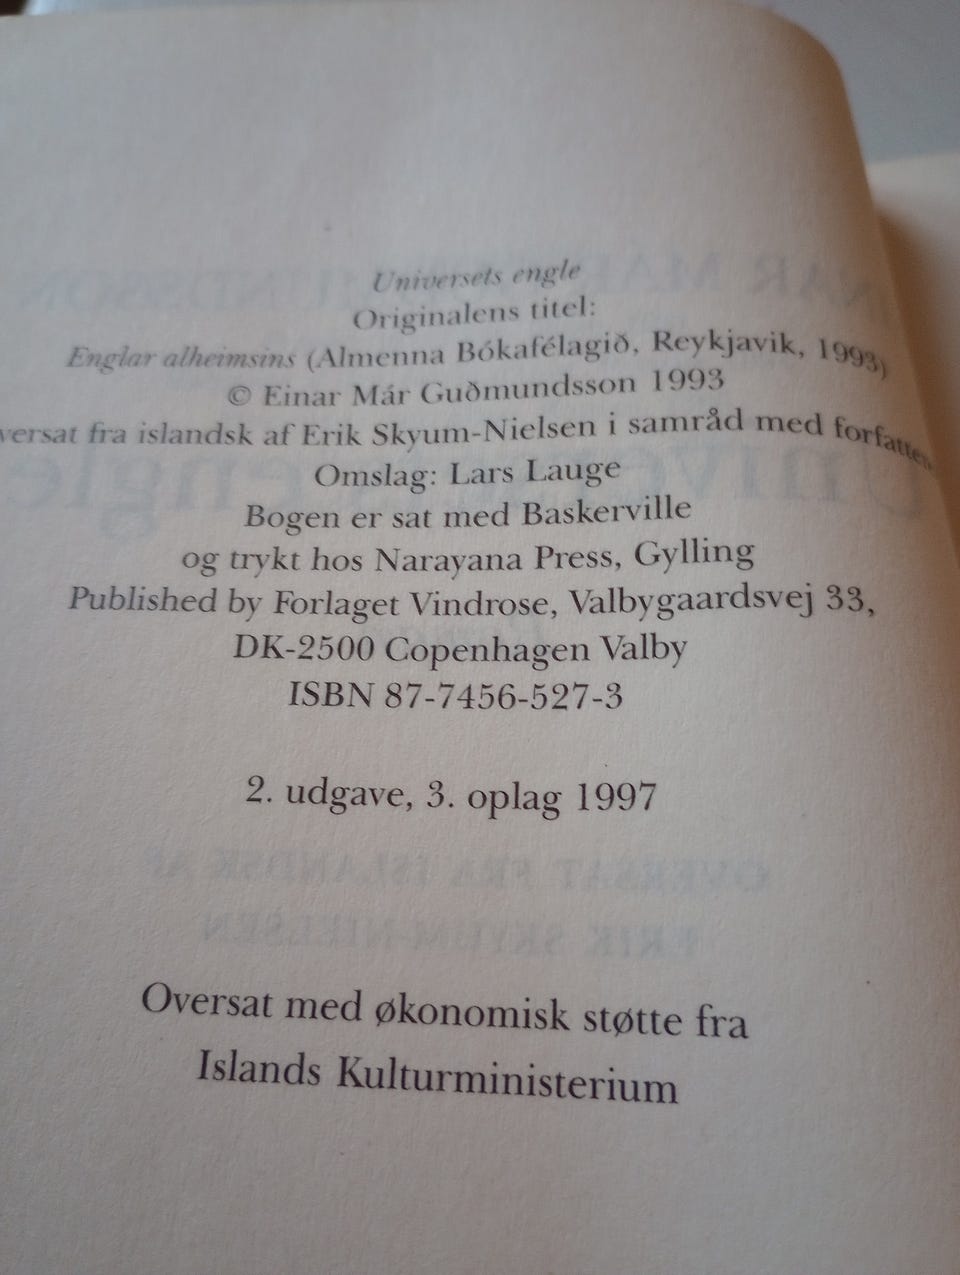 Universets engle
Originalens titel:
Englar alheimsins (Almenna Bókafélagið, Reykjavik, 1993)
© Einar Már Guðmundsson 1993
versat fra islandsk af Erik Skyum-Nielsen i samråd med forfatteren
Omslag: Lars Lauge
Bogen er sat med Baskerville
og trykt hos Narayana Press, Gylling
Published by Forlaget Vindrose, Valbygaardsvej 33,
DK-2500 Copenhagen Valby
ISBN 87-7456-527-3
2. udgave, 3. oplag 1997
Oversat med økonomisk støtte fra
Islands Kulturministerium